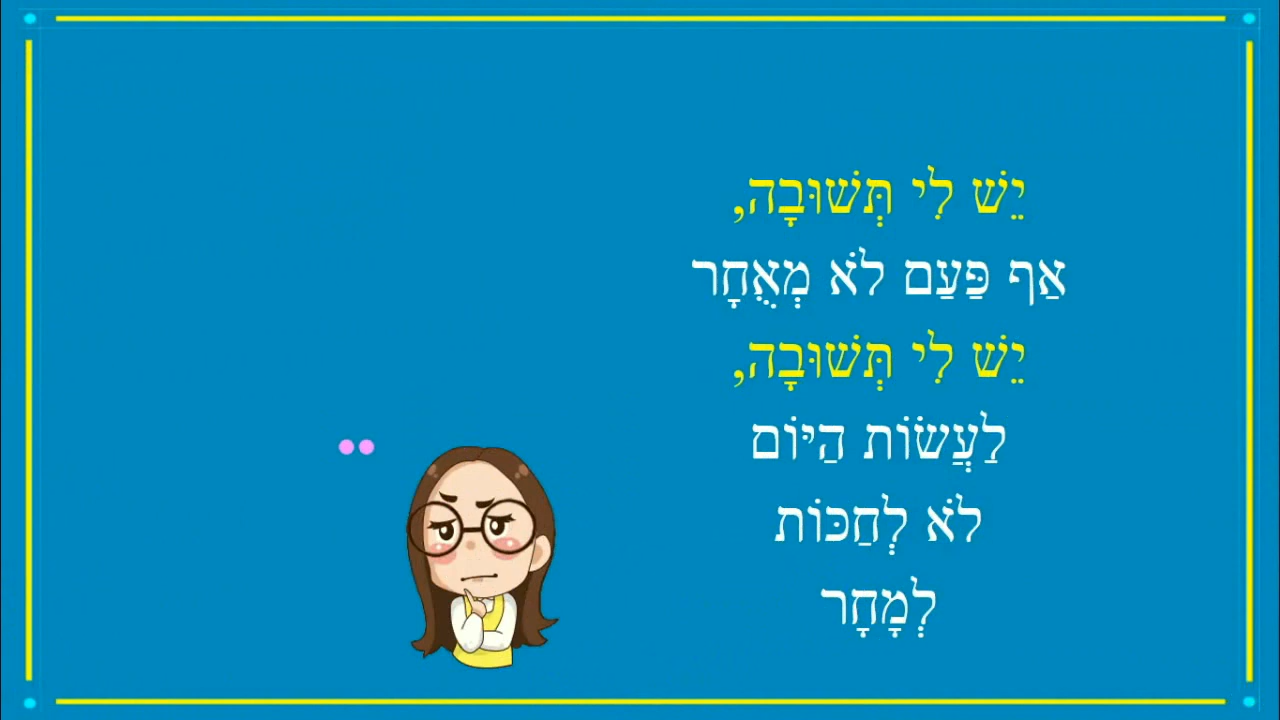 יֵשׁ לִי תְּשׁוּבָה,
אַף פַּעַם לֹא מְאֻחָר
יֵשׁ לִי תְּשׁוּבָה,
לַעֲשׂוֹת הַיּוֹם
לֹא לְחַכּוֹת
לְמָחָר